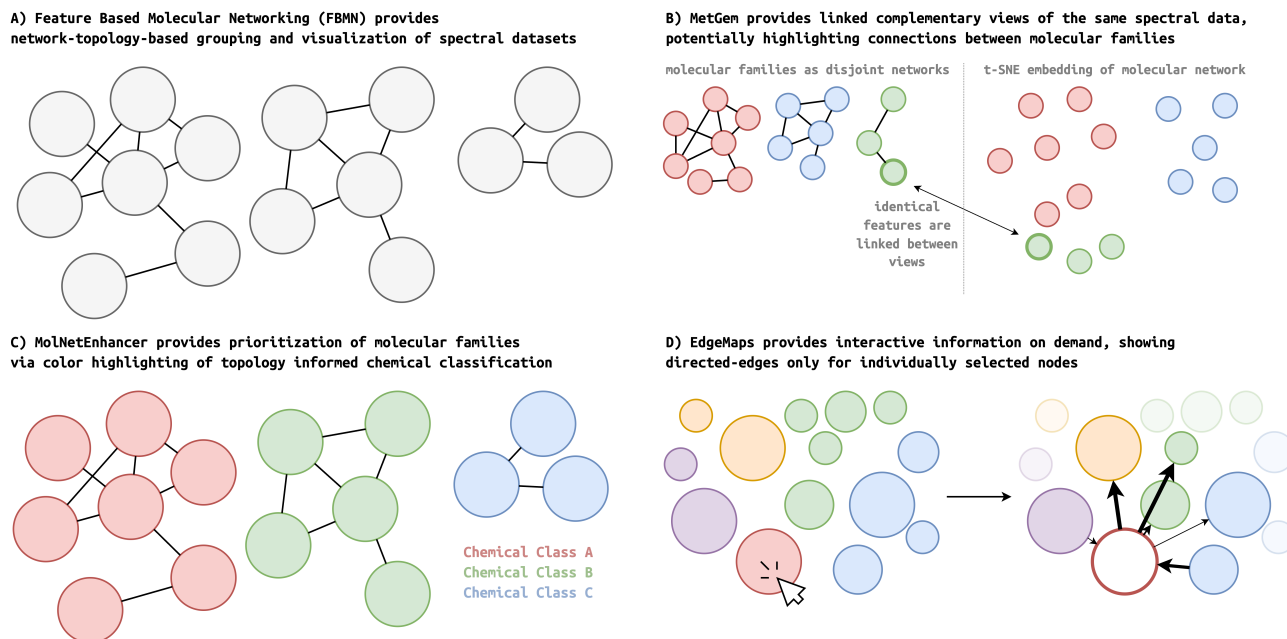 A) Feature Based Molecular Networking (FBMN) provides
network-topology-based grouping and visualization of spectral datasets
B) MetGem provides linked complementary views of the same spectral data,
potentially highlighting connections between molecular families
molecular families as disjoint networks
t-SNE embedding of molecular network
identical
features are
linked between
views
C) MolNetEnhancer provides prioritization of molecular families
via color highlighting of topology informed chemical classification
Chemical Class A
Chemical Class B
Chemical Class C
D) EdgeMaps provides interactive information on demand, showing
directed-edges only for individually selected nodes